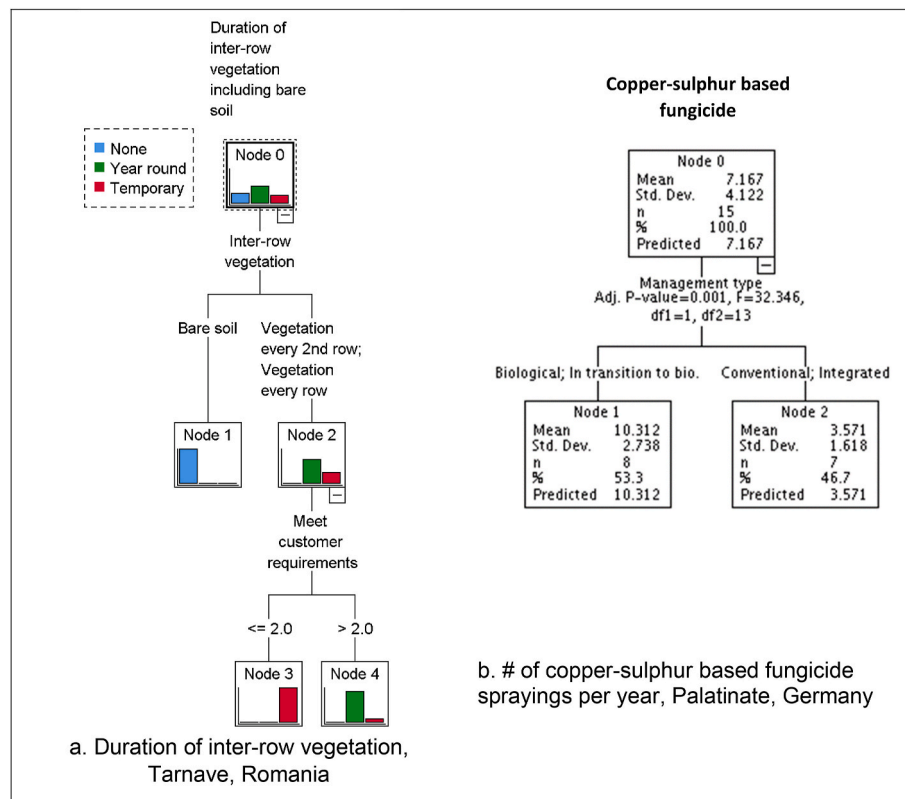 Duration of
inter-row
vegetation
including bare
soil
None
Year round
Temporary
Node 0
Inter-row
vegetation
Bare soil
Vegetation
every 2nd row;
Vegetation
every row
Node 1
Node 2
Meet
customer
requirements
<= 2.0
> 2.0
Node 3
Node 4
a. Duration of inter-row vegetation,
Tarnave, Romania
Copper-sulphur based
fungicide
Node 0
Mean 7.167
Std. Dev. 4.122
n 15
% 100.0
Predicted 7.167
Management type
Adj. P-value=0.001, F=32.346,
df1=1, df2=13
Biological; In transition to bio.
Conventional; Integrated
Node 1
Mean 10.312
Std. Dev. 2.738
n 8
% 53.3
Predicted 10.312
Node 2
Mean 3.571
Std. Dev. 1.618
n 7
% 46.7
Predicted 3.571
b. # of copper-sulphur based fungicide
sprayings per year, Palatinate, Germany